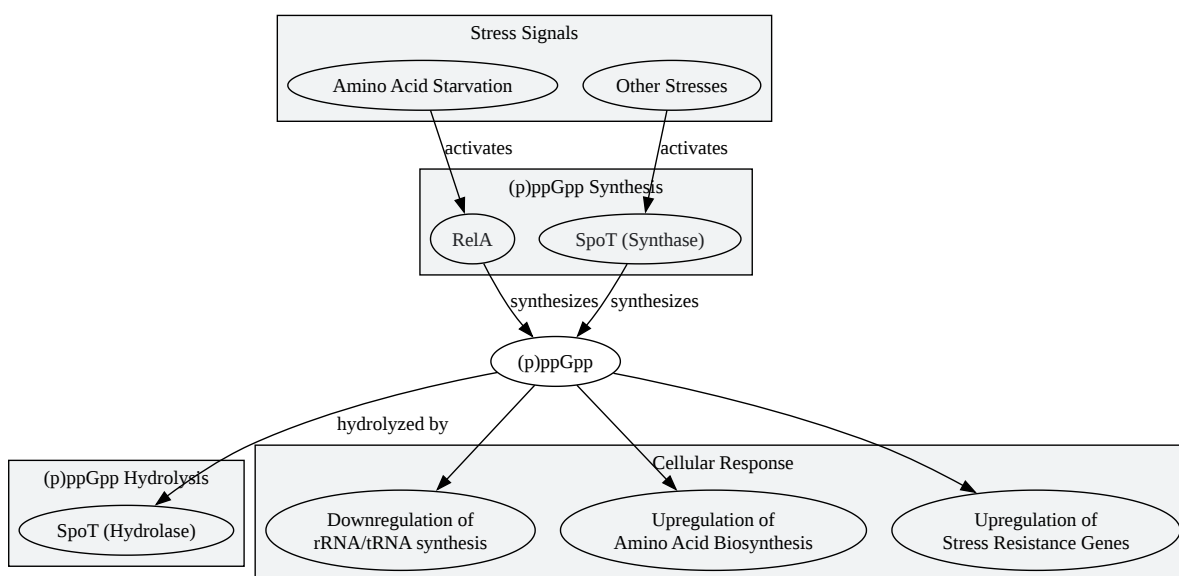 Stress Signals
Amino Acid Starvation
Other Stresses
activates
activates
(p)ppGpp Synthesis
RelA
SpoT (Synthase)
synthesizes
synthesizes
(p)ppGpp
hydrolyzed by
(p)ppGpp Hydrolysis
SpoT (Hydrolase)
Cellular Response
Downregulation of
rRNA/tRNA synthesis
Upregulation of
Amino Acid Biosynthesis
Upregulation of
Stress Resistance Genes